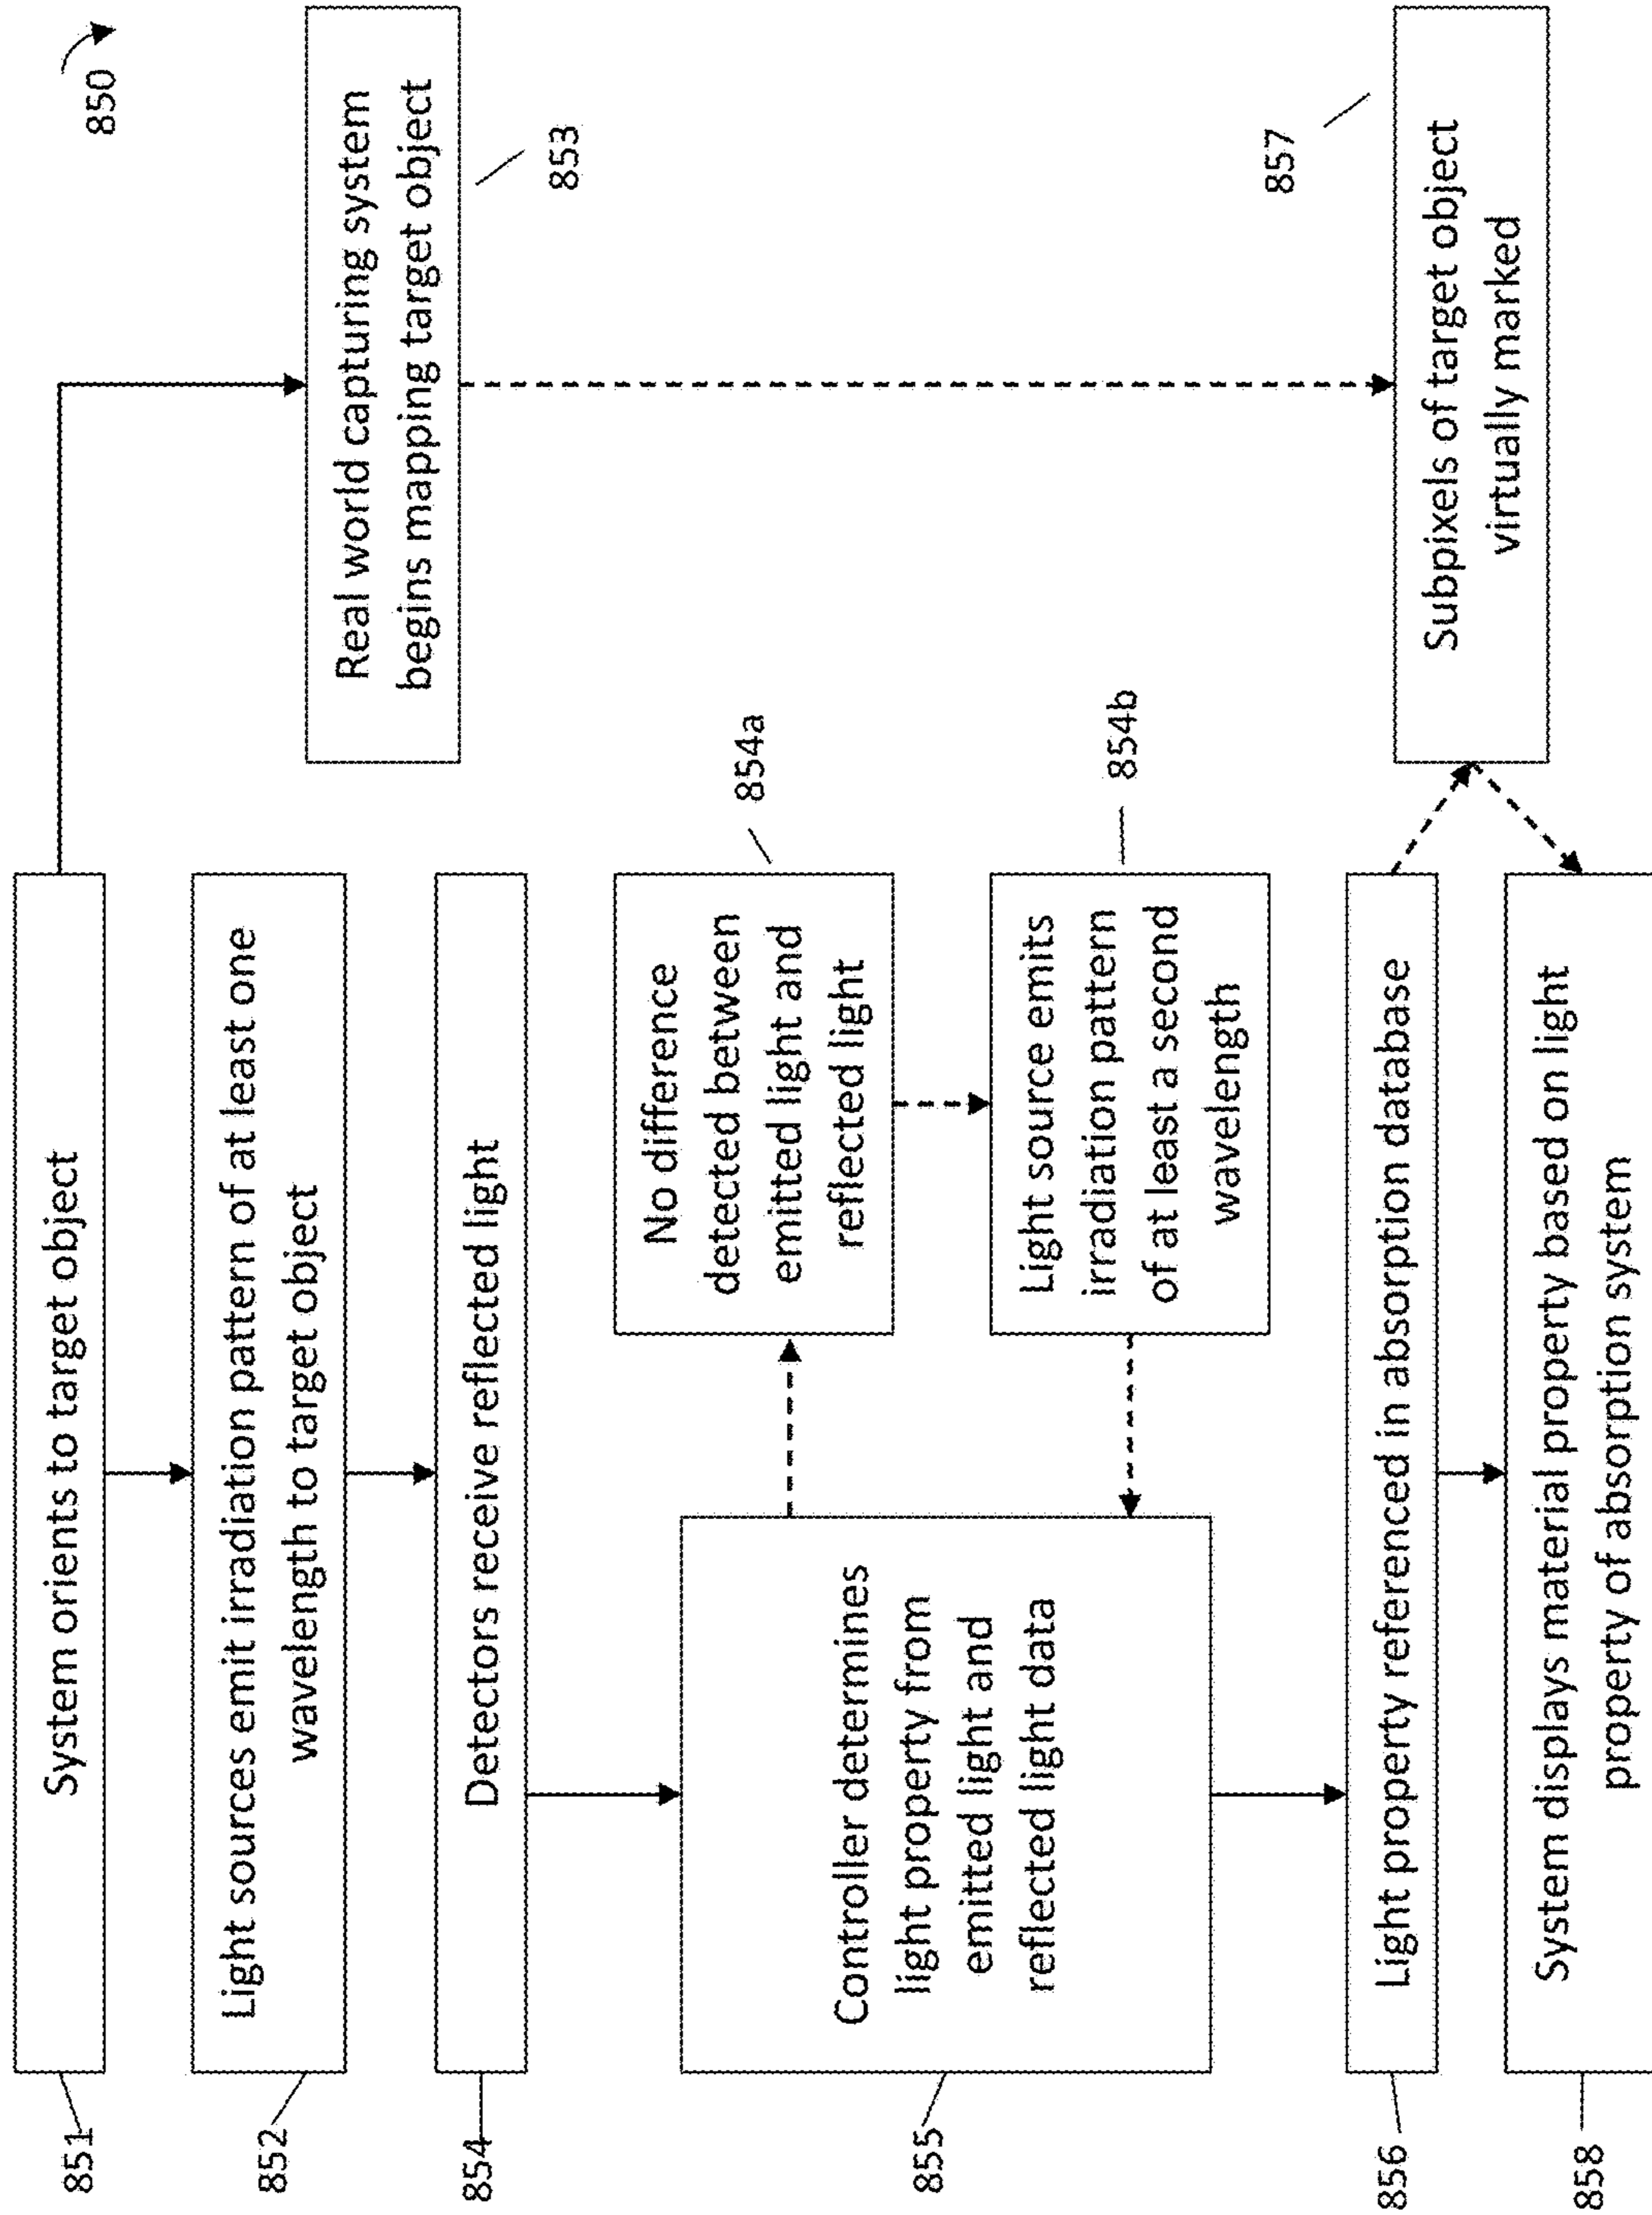 850
851
System orients to target object
852
Light sources emit irradiation pattern of at least one
wavelength to target object
Real world capturing system
begins mapping target object
853
854
Detectors receive reflected light
854a
No difference
detected between
emitted light and
reflected light
855
Controller determines
light property from
emitted light and
reflected light data
854b
Light source emits
irradiation pattern
of at least a second
wavelength
856
Light property referenced in absorption database
857
Subpixels of target object
virtually marked
858
System displays material property based on light
property of absorption system